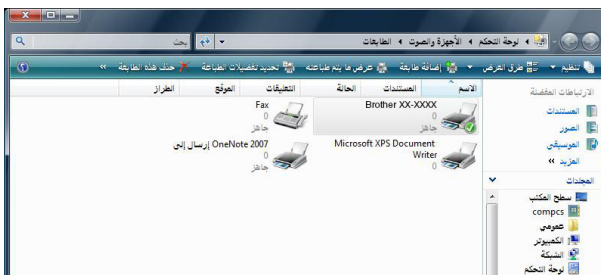 لوحة التحكم ◂ الأجهزة والصوت ◂ الطابعات
بحث
تنظيم
طرق العرض
إضافة طابعة
عرض ما يتم طباعته
تحديد تفضيلات الطباعة
حذف هذه الطابعة
»
الارتباطات المفضلة
المستندات
الصور
الموسيقى
المزيد »
المجلدات
سطح المكتب
compcs
عمومي
الكمبيوتر
الشبكة
لوحة التحكم
الاسم المستندات الحالة التعليقات الموقع الطراز
Brother XX-XXXX
0
جاهز
Fax
0
جاهز
Microsoft XPS Document
Writer
0
إرسال إلى OneNote 2007
0
جاهز